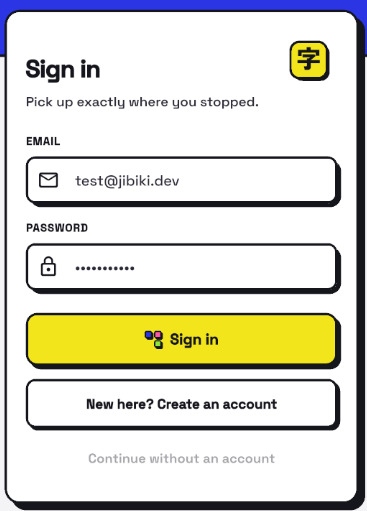 Sign in
字
Pick up exactly where you stopped.
EMAIL
test@jibiki.dev
PASSWORD
•••••••••••
Sign in
New here? Create an account
Continue without an account